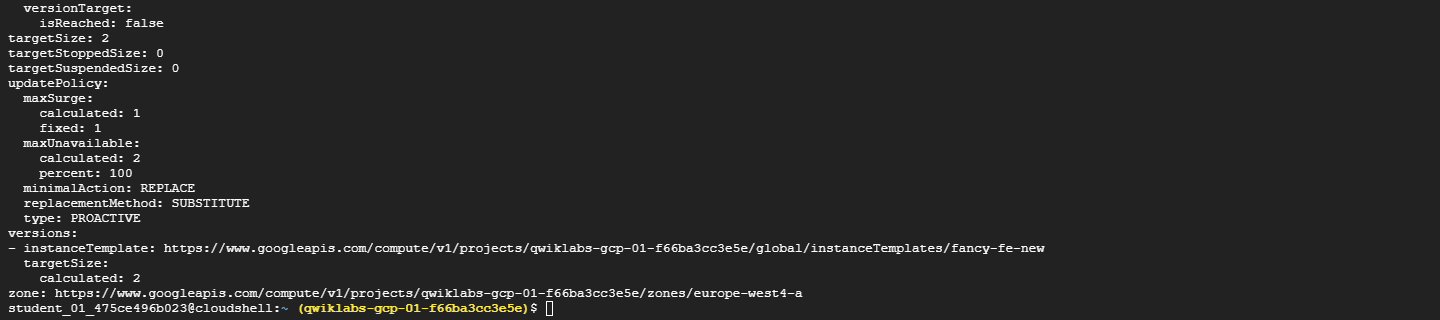 versionTarget:
isReached: false
targetSize: 2
targetStoppedSize: 0
targetSuspendedSize: 0
updatePolicy:
maxSurge:
calculated: 1
fixed: 1
maxUnavailable:
calculated: 2
percent: 100
minimalAction: REPLACE
replacementMethod: SUBSTITUTE
type: PROACTIVE
versions:
- instanceTemplate: https://www.googleapis.com/compute/v1/projects/qwiklabs-gcp-01-f66ba3cc3e5e/global/instanceTemplates/fancy-fe-new
targetSize:
calculated: 2
zone: https://www.googleapis.com/compute/v1/projects/qwiklabs-gcp-01-f66ba3cc3e5e/zones/europe-west4-a
student_01_475ce496b023@cloudshell:~ (qwiklabs-gcp-01-f66ba3cc3e5e)$